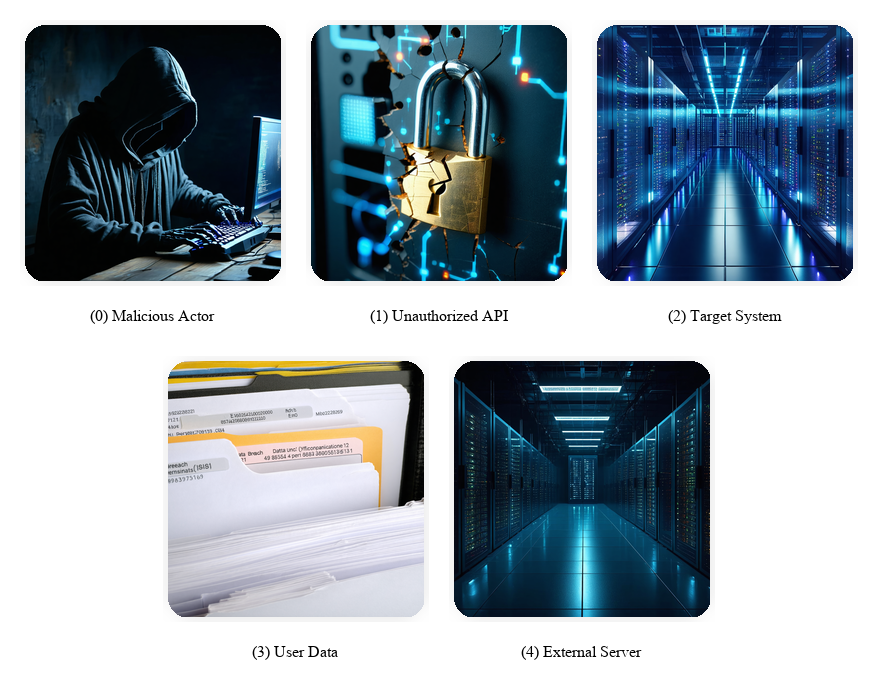 (0) Malicious Actor
(1) Unauthorized API
(2) Target System
(3) User Data
(4) External Server